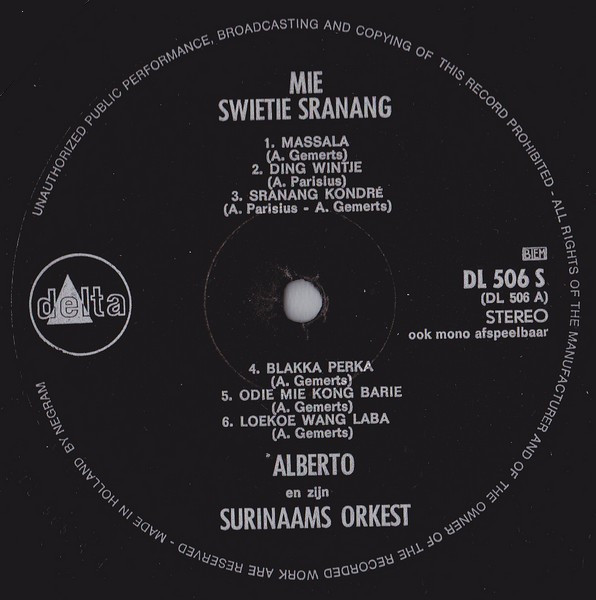 UNAUTHORIZED PUBLIC PERFORMANCE, BROADCASTING AND COPYING OF THIS RECORD PROHIBITED - ALL RIGHTS OF THE MANUFACTURER AND OF THE OWNER OF THE RECORDED WORK ARE RESERVED - MADE IN HOLLAND BY NEGRAM
MIE
SWIETIE SRANANG
1. MASSALA
(A. Gemerts)
2. DING WINTJE
(A. Parisius)
3. SRANANG KONDRÉ
(A. Parisius - A. Gemerts)
delta
BIEM
DL 506 S
(DL 506 A)
STEREO
ook mono afspeelbaar
4. BLAKKA PERKA
(A. Gemerts)
5. ODIE MIE KONG BARIE
(A. Gemerts)
6. LOEKOE WANG LABA
(A. Gemerts)
ALBERTO
en zijn
SURINAAMS ORKEST